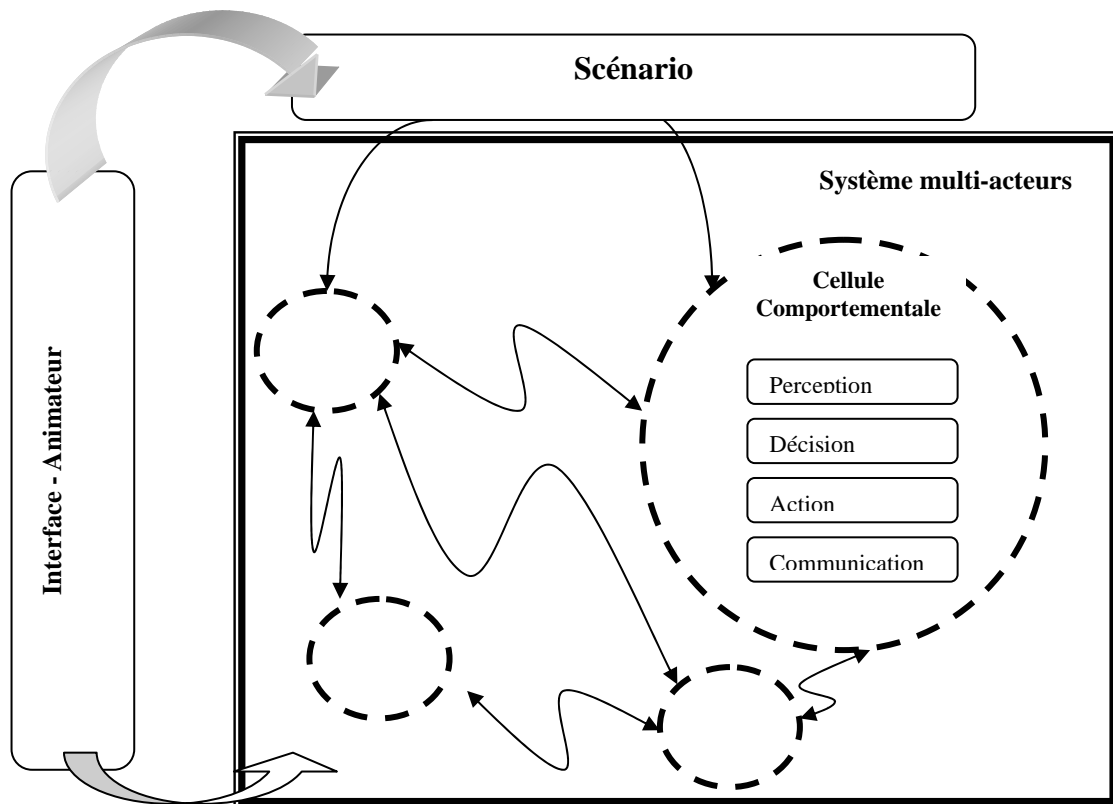 Scénario
Système multi-acteurs
Interface - Animateur
Cellule
Comportementale
Perception
Décision
Action
Communication